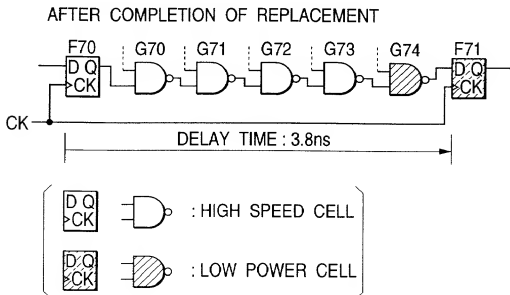 AFTER COMPLETION OF REPLACEMENT
F70 G70 G71 G72 G73 G74 F71
D Q D Q
>CK >CK
CK
DELAY TIME : 3.8ns
D Q
>CK : HIGH SPEED CELL
D Q
>CK : LOW POWER CELL